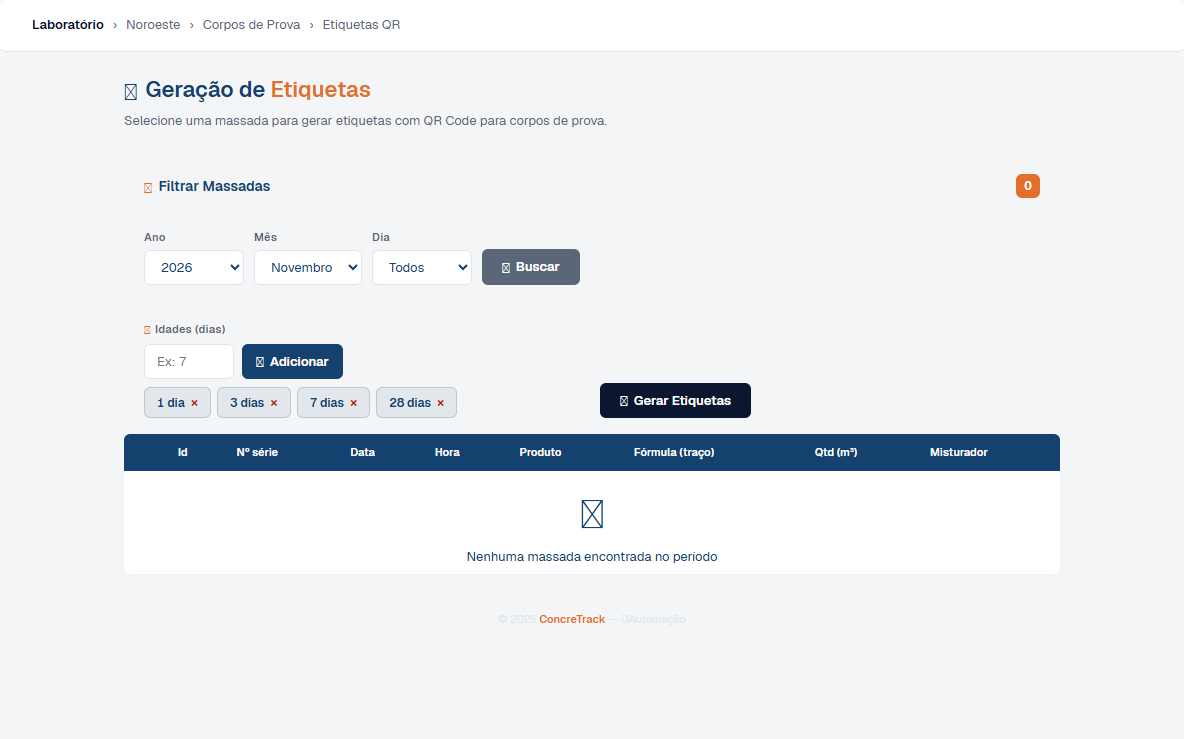 Laboratório › Noroeste › Corpos de Prova › Etiquetas QR
Geração de Etiquetas
Selecione uma massada para gerar etiquetas com QR Code para corpos de prova.
Filtrar Massadas 0
Ano Mês Dia
2026 Novembro Todos Buscar
Idades (dias)
Ex: 7 Adicionar
1 dia × 3 dias × 7 dias × 28 dias × Gerar Etiquetas
Id Nº série Data Hora Produto Fórmula (traço) Qtd (m³) Misturador
Nenhuma massada encontrada no período
© 2026 ConcreTrack — DAutomação